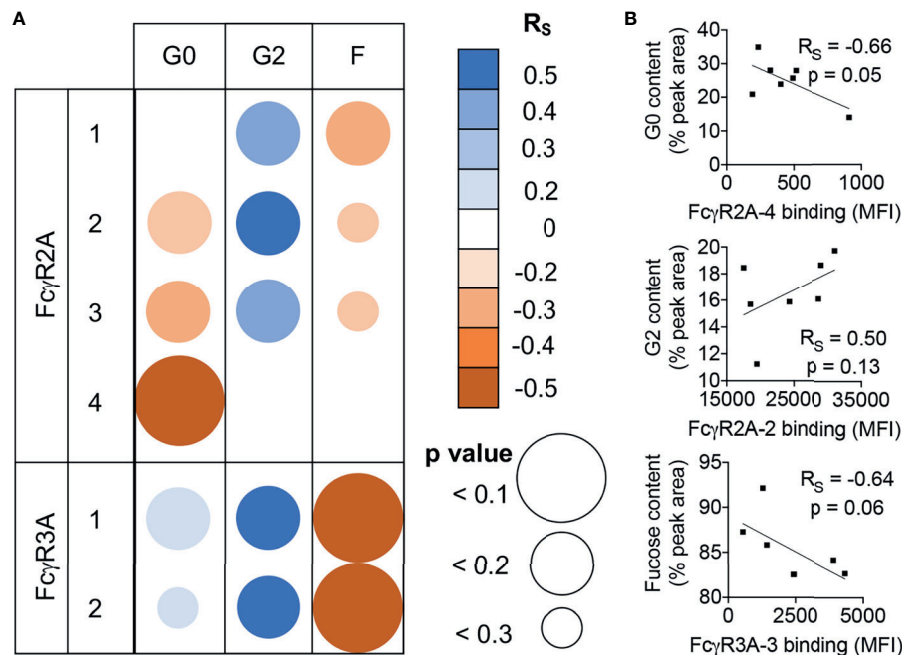 A
G0 G2 F
FcγR2A
1
2
3
4
FcγR3A
1
2
R_S
0.5
0.4
0.3
0.2
0
-0.2
-0.3
-0.4
-0.5
p value
< 0.1
< 0.2
< 0.3
B
G0 content
(% peak area)
40
30
20
10
0
R_S = -0.66
p = 0.05
0 500 1000
FcγR2A-4 binding (MFI)
G2 content
(% peak area)
20
18
16
14
12
10
R_S = 0.50
p = 0.13
15000 25000 35000
FcγR2A-2 binding (MFI)
Fucose content
(% peak area)
95
90
85
80
R_S = -0.64
p = 0.06
0 2500 5000
FcγR3A-3 binding (MFI)